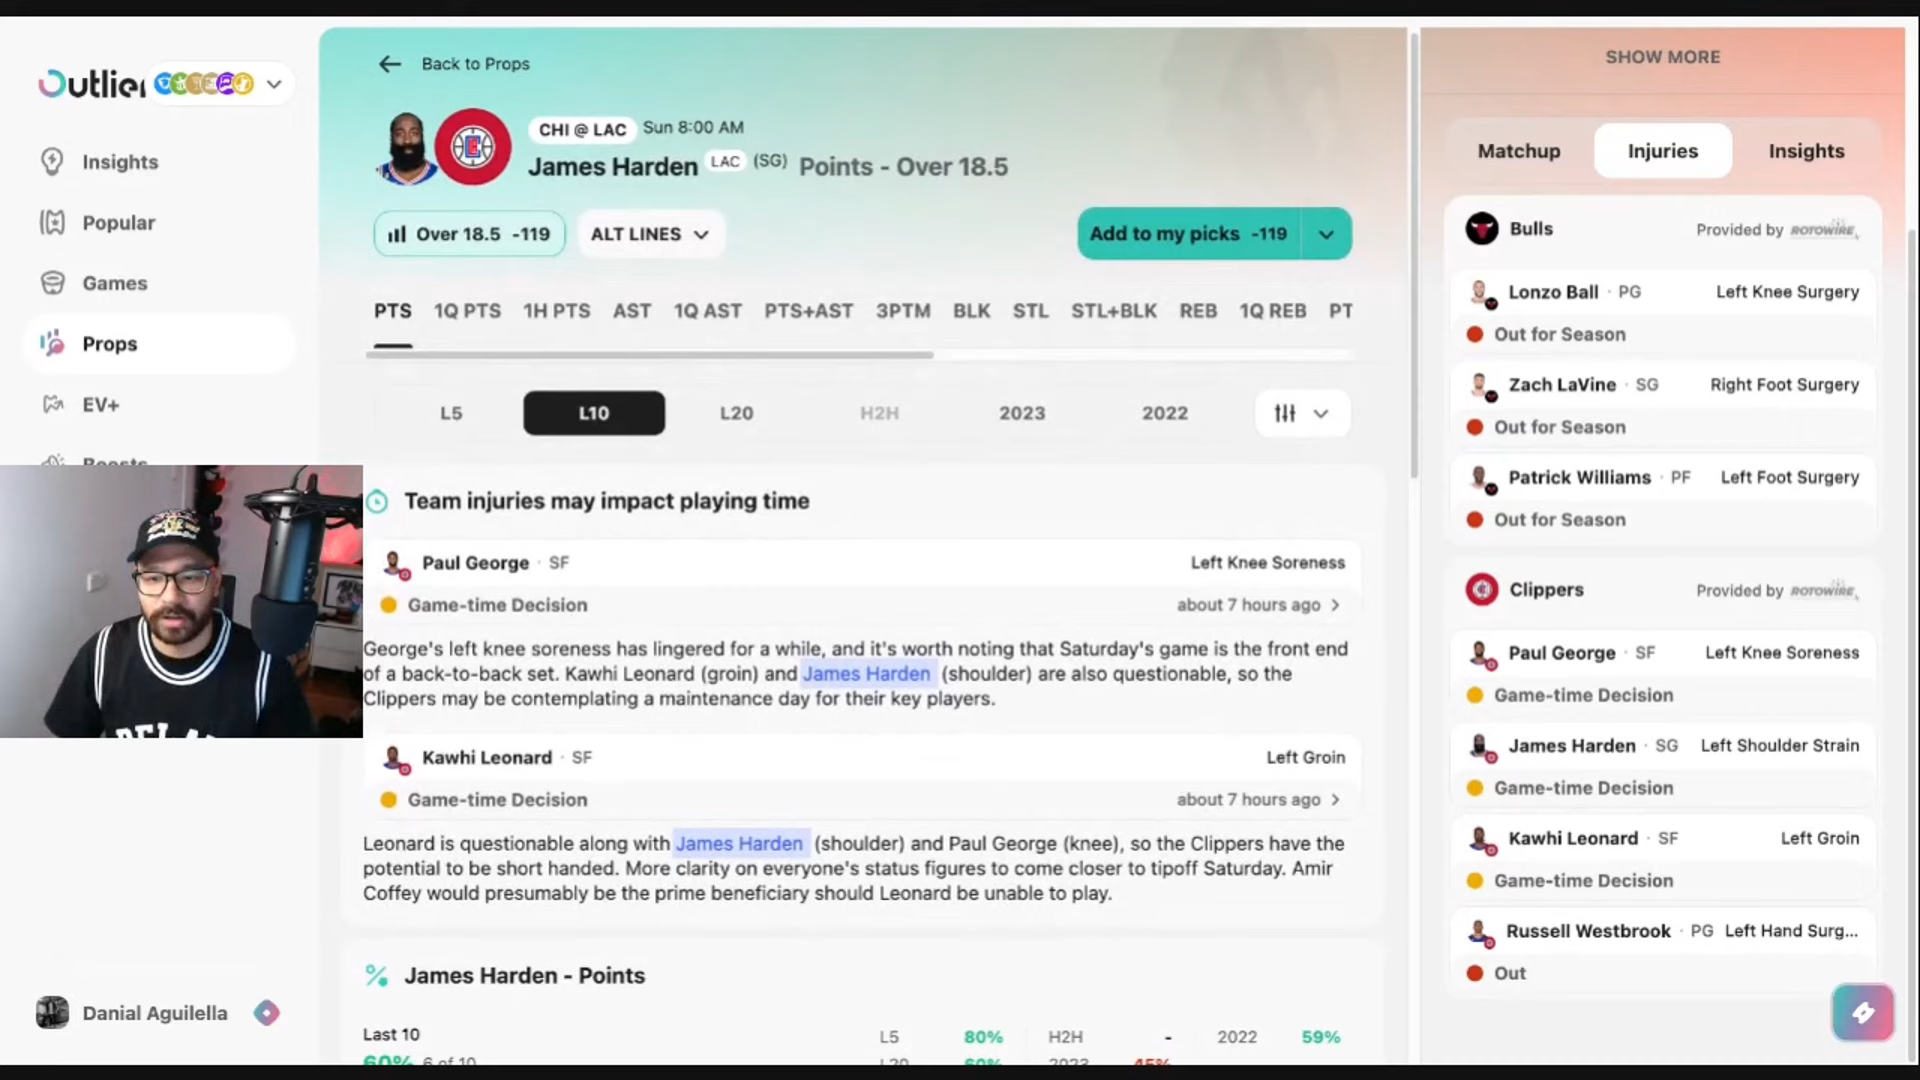 Outlier
Insights
Popular
Games
Props
EV+
Boosts
Danial Aguilella
Back to Props
CHI @ LAC Sun 8:00 AM
James Harden LAC (SG) Points - Over 18.5
Over 18.5 -119 ALT LINES Add to my picks -119
PTS 1Q PTS 1H PTS AST 1Q AST PTS+AST 3PTM BLK STL STL+BLK REB 1Q REB PT
L5 L10 L20 H2H 2023 2022
Team injuries may impact playing time
Paul George · SF Left Knee Soreness
Game-time Decision about 7 hours ago
George's left knee soreness has lingered for a while, and it's worth noting that Saturday's game is the front end
of a back-to-back set. Kawhi Leonard (groin) and James Harden (shoulder) are also questionable, so the
Clippers may be contemplating a maintenance day for their key players.
Kawhi Leonard · SF Left Groin
Game-time Decision about 7 hours ago
Leonard is questionable along with James Harden (shoulder) and Paul George (knee), so the Clippers have the
potential to be short handed. More clarity on everyone's status figures to come closer to tipoff Saturday. Amir
Coffey would presumably be the prime beneficiary should Leonard be unable to play.
James Harden - Points
Last 10 L5 80% H2H - 2022 59%
60% 6 of 10 L20 60% 2023 45%
SHOW MORE
Matchup Injuries Insights
Bulls Provided by ROTOWIRE
Lonzo Ball · PG Left Knee Surgery
Out for Season
Zach LaVine · SG Right Foot Surgery
Out for Season
Patrick Williams · PF Left Foot Surgery
Out for Season
Clippers Provided by ROTOWIRE
Paul George · SF Left Knee Soreness
Game-time Decision
James Harden · SG Left Shoulder Strain
Game-time Decision
Kawhi Leonard · SF Left Groin
Game-time Decision
Russell Westbrook · PG Left Hand Surg...
Out